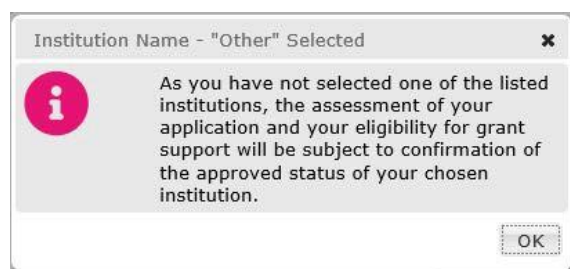 Institution Name - "Other" Selected
As you have not selected one of the listed
institutions, the assessment of your
application and your eligibility for grant
support will be subject to confirmation of
the approved status of your chosen
institution.
OK